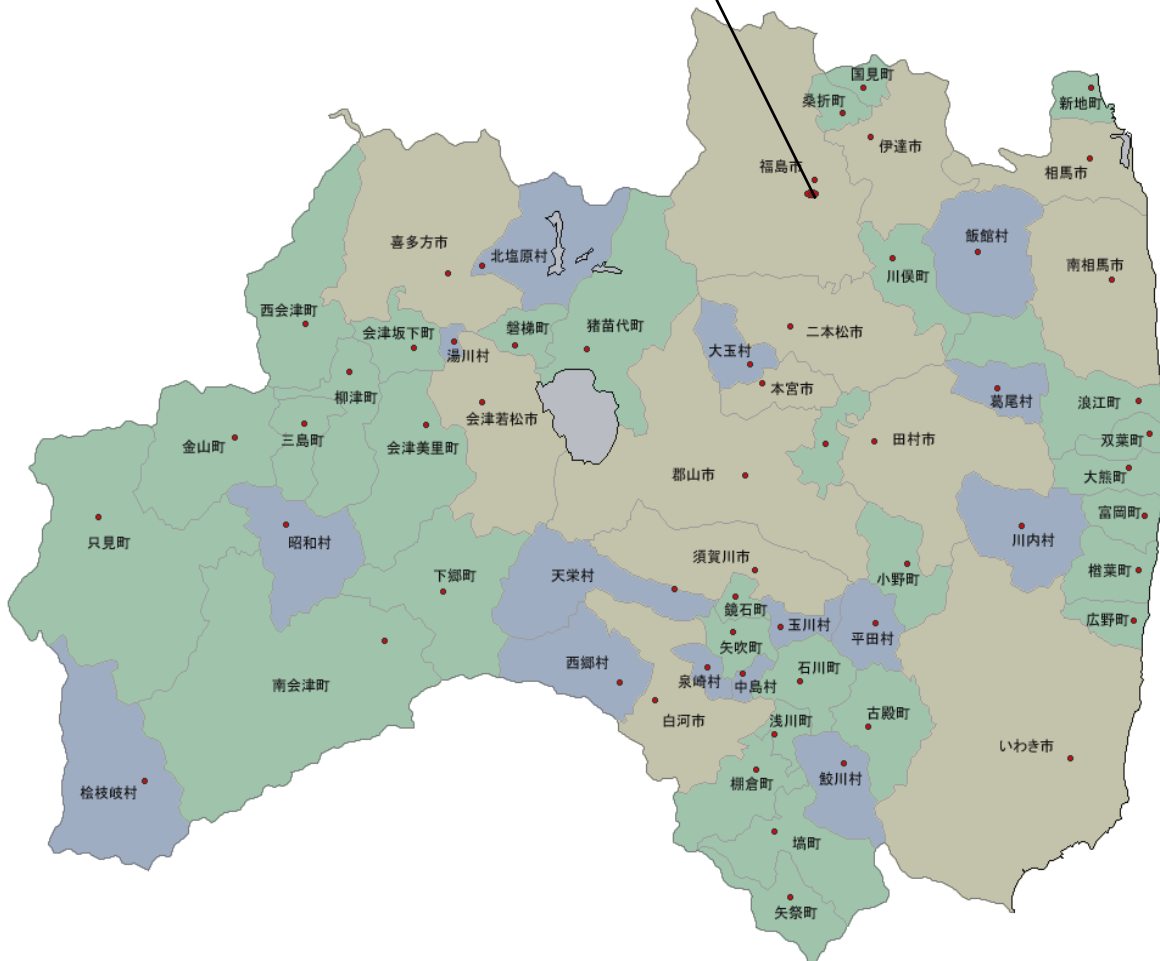 国見町
桑折町
新地町
伊達市
福島市
相馬市
飯館村
喜多方市
北塩原村
南相馬市
川俣町
西会津町
会津坂下町
磐梯町
猪苗代町
二本松市
湯川村
大玉村
本宮市
柳津町
葛尾村
浪江町
会津若松市
三島町
金山町
会津美里町
田村市
双葉町
郡山市
大熊町
富岡町
只見町
昭和村
川内村
須賀川市
下郷町
天栄村
小野町
楢葉町
鏡石町
玉川村
広野町
平田村
矢吹町
西郷村
石川町
南会津町
泉崎村
中島村
白河市
浅川町
古殿町
いわき市
棚倉町
鮫川村
桧枝岐村
塙町
矢祭町